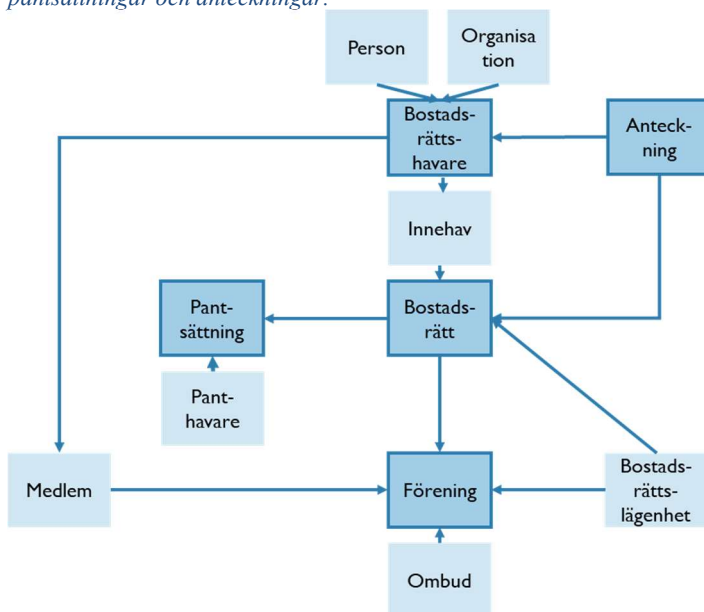 pantsättningar och anteckningar.
Person
Organisa
tion
Bostads-
rätts-
havare
Anteck-
ning
Innehav
Pant-
sättning
Bostads-
rätt
Pant-
havare
Medlem
Förening
Bostads-
rätts-
lägenhet
Ombud